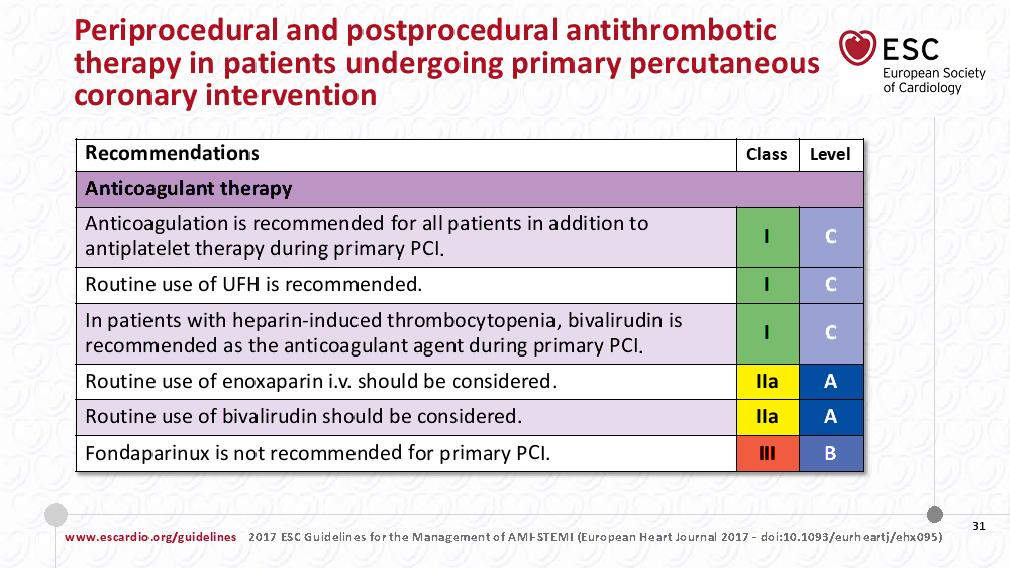 Periprocedural and postprocedural antithrombotic
therapy in patients undergoing primary percutaneous
coronary intervention
ESC
European Society
of Cardiology
Recommendations Class Level
Anticoagulant therapy
Anticoagulation is recommended for all patients in addition to
antiplatelet therapy during primary PCI. I C
Routine use of UFH is recommended. I C
In patients with heparin-induced thrombocytopenia, bivalirudin is
recommended as the anticoagulant agent during primary PCI. I C
Routine use of enoxaparin i.v. should be considered. IIa A
Routine use of bivalirudin should be considered. IIa A
Fondaparinux is not recommended for primary PCI. III B
31
www.escardio.org/guidelines 2017 ESC Guidelines for the Management of AMI-STEMI (European Heart Journal 2017 - doi:10.1093/eurheartj/ehx095)